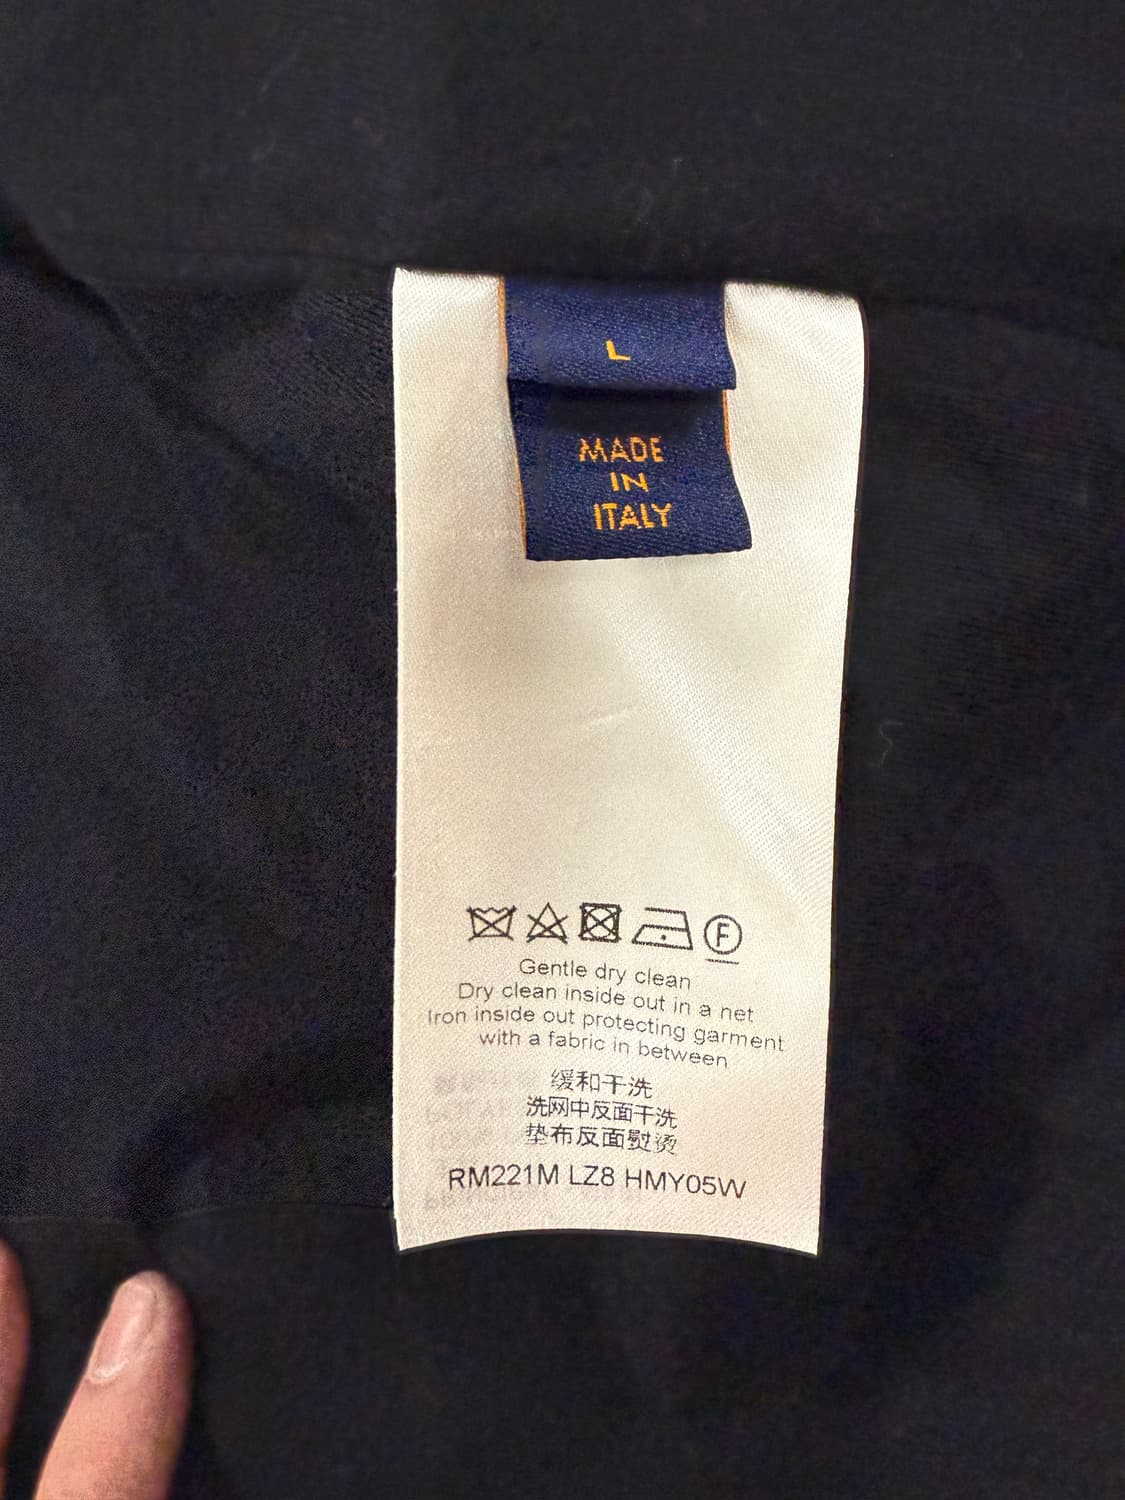 L
MADE
IN
ITALY
F
Gentle dry clean
Dry clean inside out in a net
Iron inside out protecting garment
with a fabric in between
缓和干洗
洗网中反面干洗
垫布反面熨烫
RM221M LZ8 HMY05W